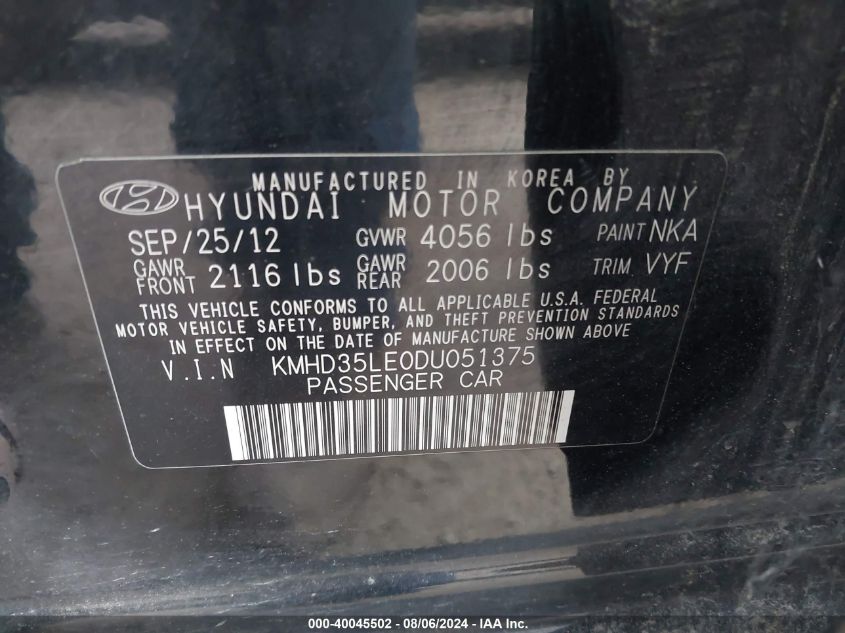 MANUFACTURED IN KOREA BY
HYUNDAI MOTOR COMPANY
SEP/25/12 GVWR 4056 lbs PAINT NKA
GAWR FRONT 2116 lbs GAWR REAR 2006 lbs TRIM VYF
THIS VEHICLE CONFORMS TO ALL APPLICABLE U.S.A. FEDERAL
MOTOR VEHICLE SAFETY, BUMPER, AND THEFT PREVENTION STANDARDS
IN EFFECT ON THE DATE OF MANUFACTURE SHOWN ABOVE
V.I.N KMHD35LE0DU051375
PASSENGER CAR
000-40045502 - 08/06/2024 - IAA Inc.